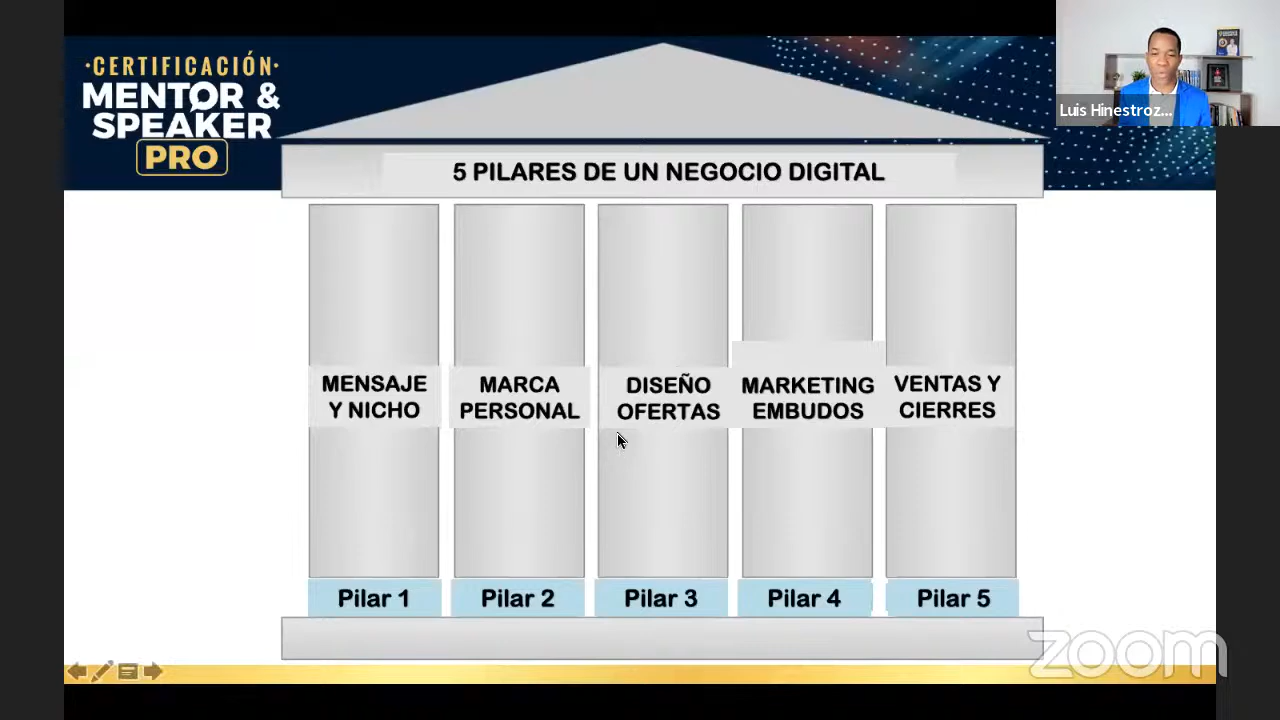 ·CERTIFICACIÓN·
MENTOR &
SPEAKER
PRO
Luis Hinestroz...
5 PILARES DE UN NEGOCIO DIGITAL
MENSAJE
Y NICHO
MARCA
PERSONAL
DISEÑO
OFERTAS
MARKETING
EMBUDOS
VENTAS Y
CIERRES
Pilar 1
Pilar 2
Pilar 3
Pilar 4
Pilar 5
zoom